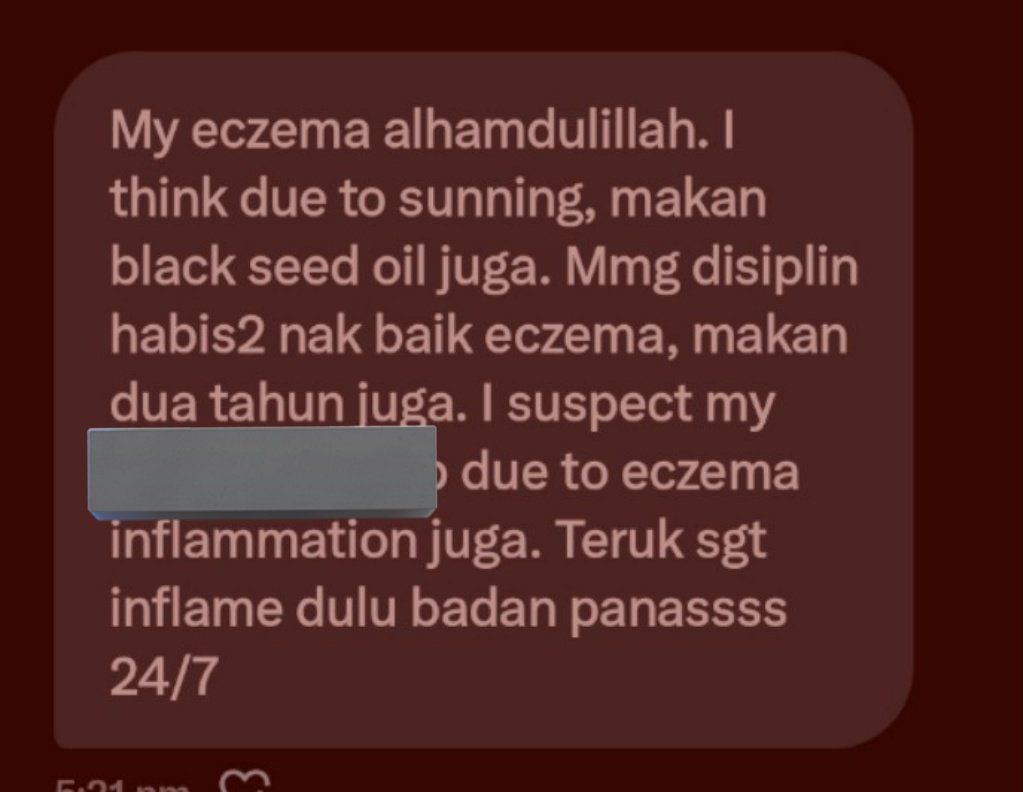 My eczema alhamdulillah. I
think due to sunning, makan
black seed oil juga. Mmg disiplin
habis2 nak baik eczema, makan
dua tahun juga. I suspect my
due to eczema
inflammation juga. Teruk sgt
inflame dulu badan panassss
24/7
5:21 pm